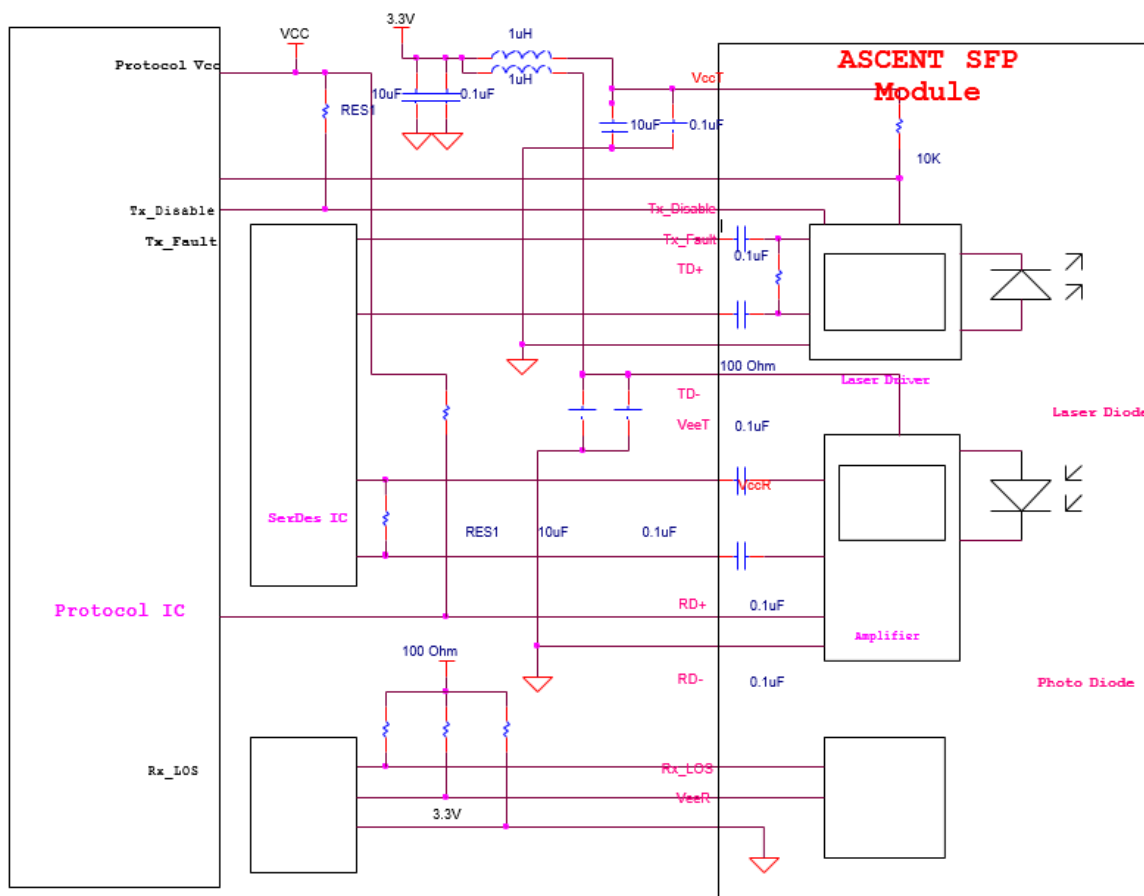 3.3V
1uH
VCC
ASCENT SFP
Module
Protocol Vcc
1uH
VccT
10uF
0.1uF
RES1
10uF
0.1uF
10K
Tx_Disable
Tx_Disable
Tx_Fault
Tx_Fault
0.1uF
TD+
100 Ohm
Laser Driver
TD-
Laser Diode
VeeT
0.1uF
VccR
SerDes IC
RES1
10uF
0.1uF
Protocol IC
RD+
0.1uF
Amplifier
100 Ohm
RD-
0.1uF
Photo Diode
Rx_LOS
Rx_LOS
VeeR
3.3V